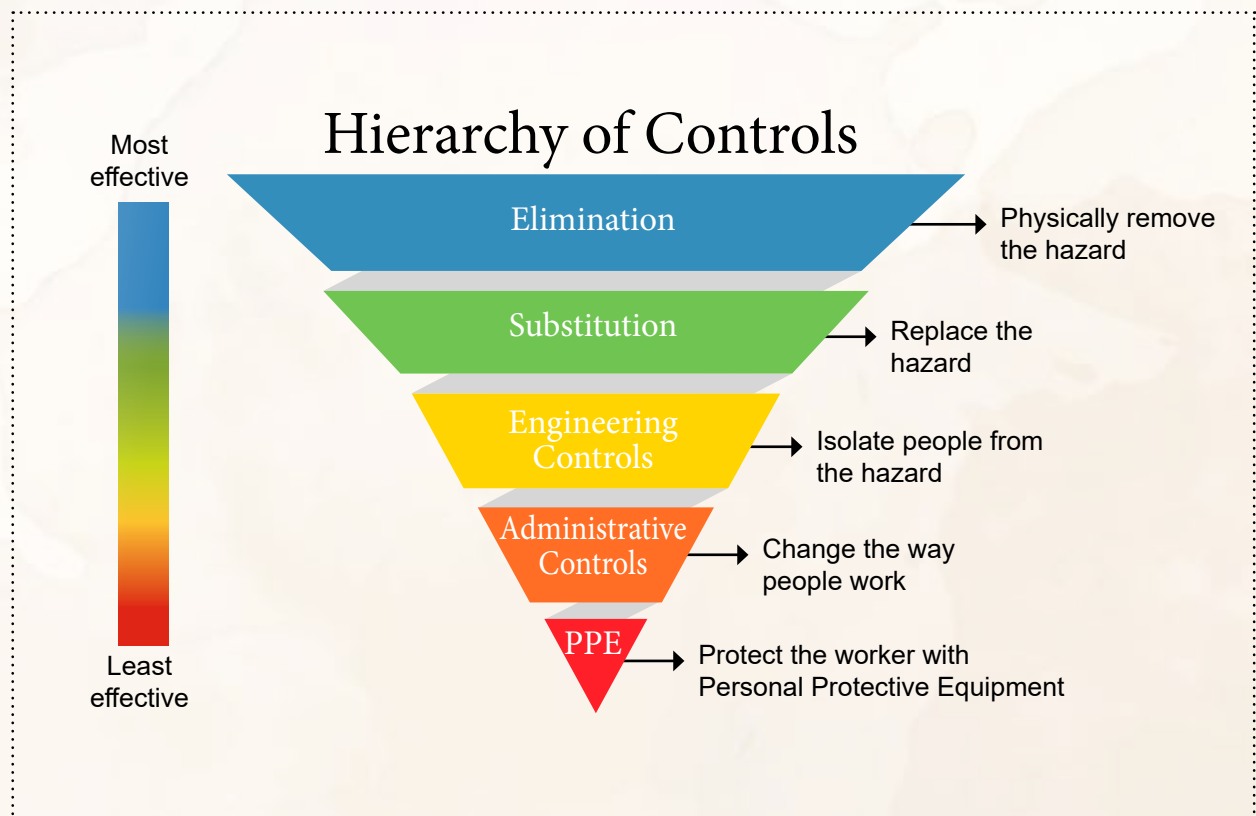 Hierarchy of Controls
Most
effective
Elimination
Physically remove
the hazard
Substitution
Replace the
hazard
Engineering
Controls
Isolate people from
the hazard
Administrative
Controls
Change the way
people work
PPE
Protect the worker with
Personal Protective Equipment
Least
effective